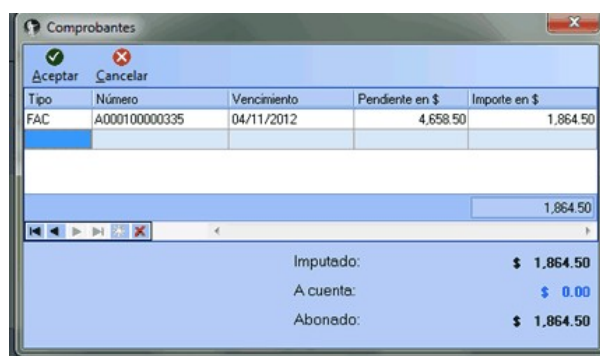 Comprobantes
Aceptar Cancelar
Tipo Número Vencimiento Pendiente en $ Importe en $
FAC A000100000335 04/11/2012 4,658.50 1,864.50
1,864.50
Imputado: $ 1,864.50
A cuenta: $ 0.00
Abonado: $ 1,864.50